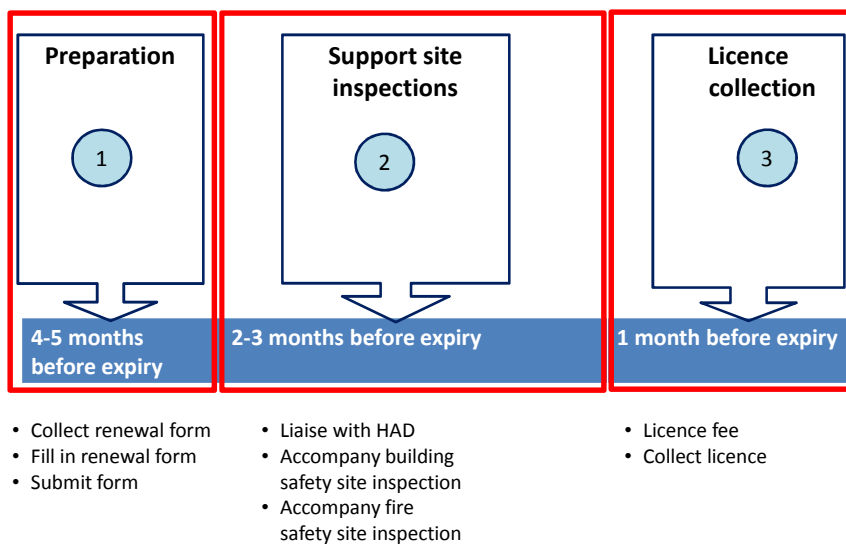 Preparation
1
4-5 months
before expiry
• Collect renewal form
• Fill in renewal form
• Submit form
Support site
inspections
2
2-3 months before expiry
• Liaise with HAD
• Accompany building
safety site inspection
• Accompany fire
safety site inspection
Licence
collection
3
1 month before expiry
• Licence fee
• Collect licence